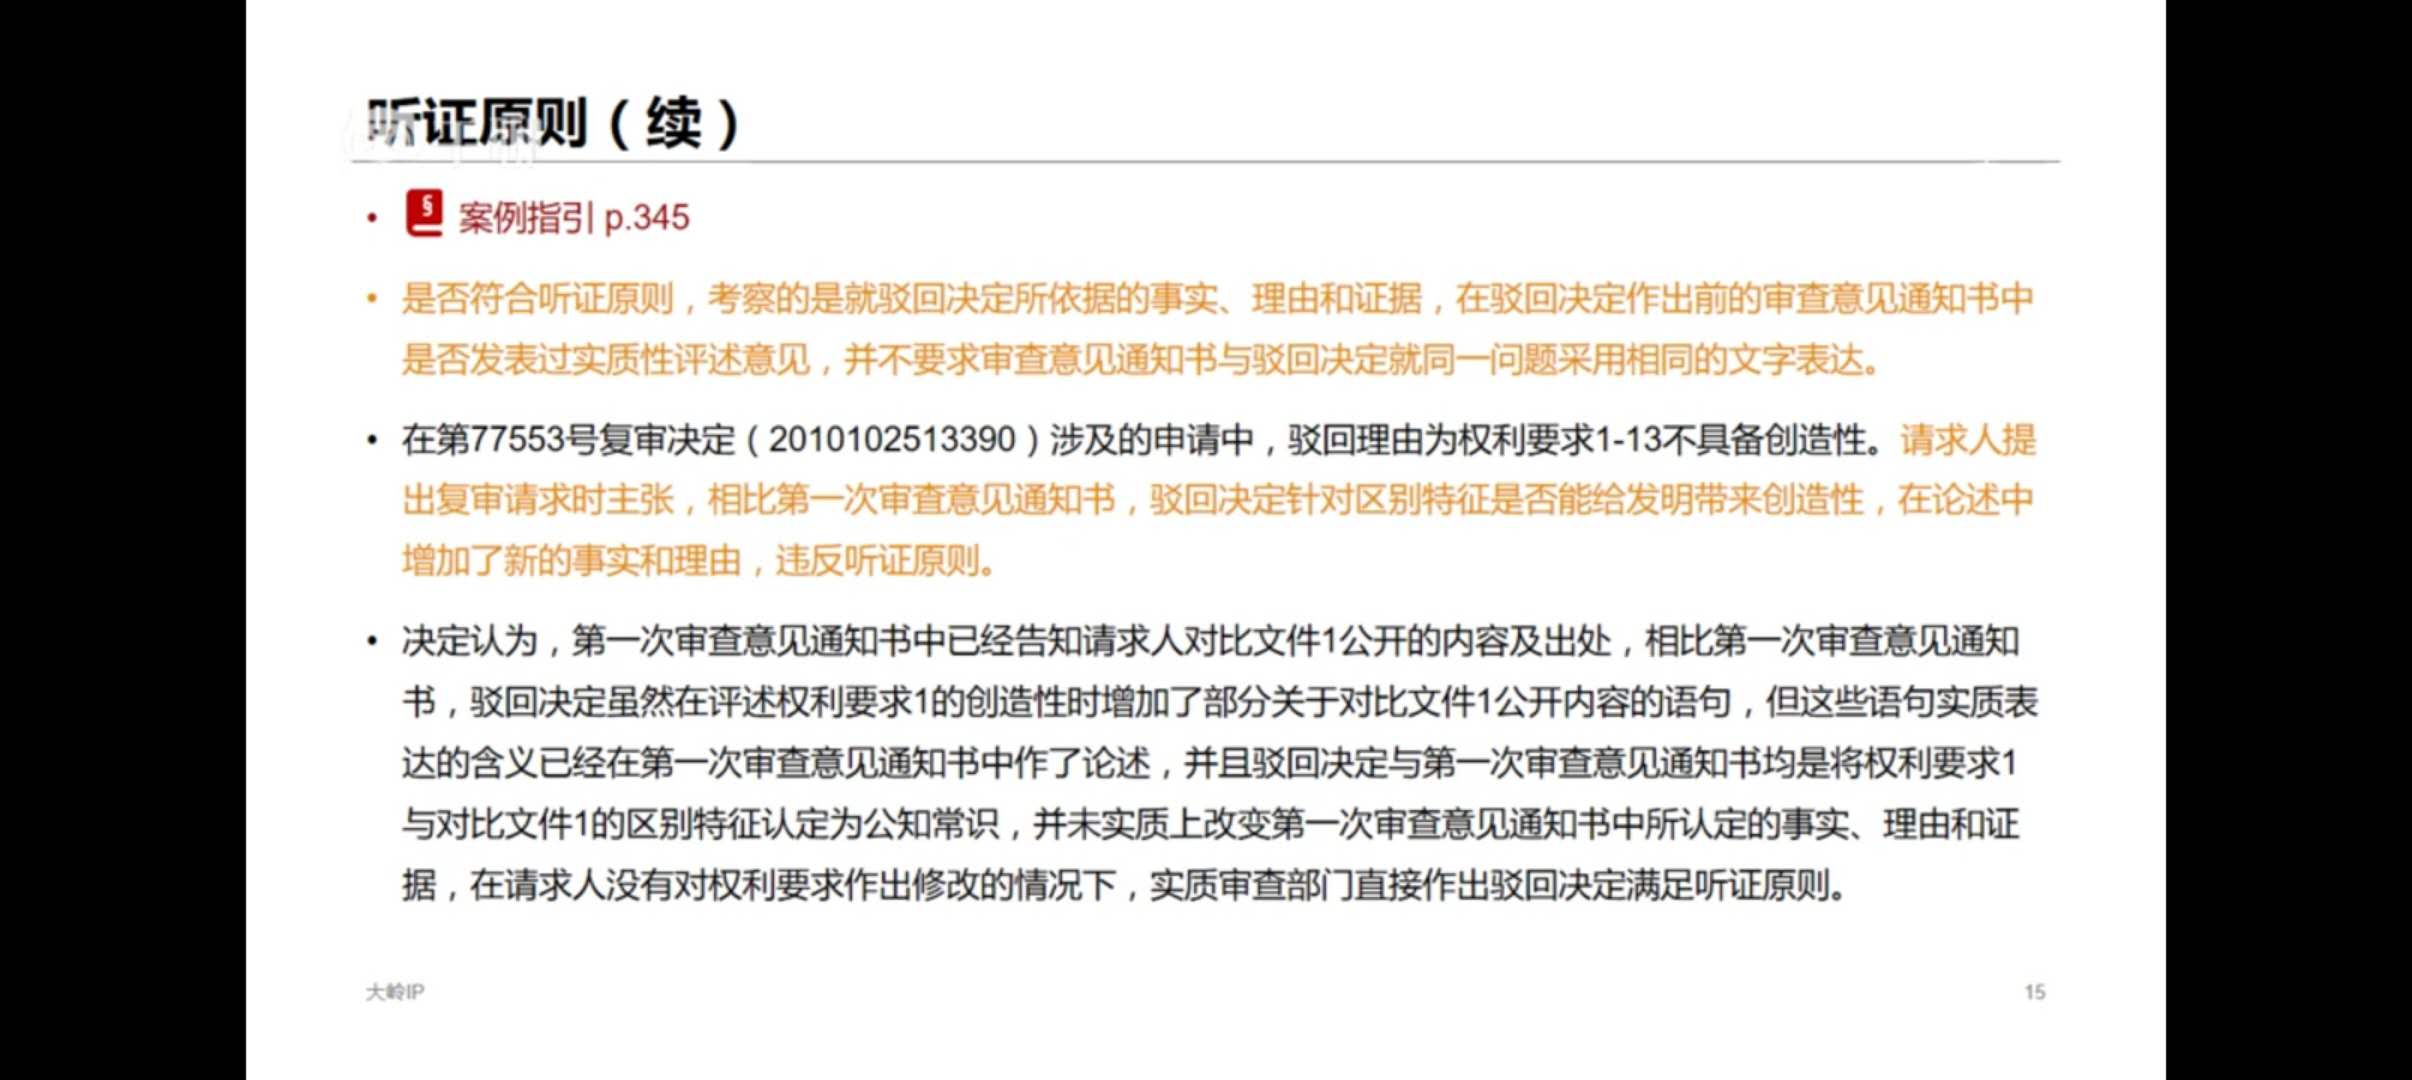 听证原则（续）
• § 案例指引 p.345
• 是否符合听证原则，考察的是就驳回决定所依据的事实、理由和证据，在驳回决定作出前的审查意见通知书中
是否发表过实质性评述意见，并不要求审查意见通知书与驳回决定就同一问题采用相同的文字表达。
• 在第77553号复审决定（2010102513390）涉及的申请中，驳回理由为权利要求1-13不具备创造性。请求人提
出复审请求时主张，相比第一次审查意见通知书，驳回决定针对区别特征是否能给发明带来创造性，在论述中
增加了新的事实和理由，违反听证原则。
• 决定认为，第一次审查意见通知书中已经告知请求人对比文件1公开的内容及出处，相比第一次审查意见通知
书，驳回决定虽然在评述权利要求1的创造性时增加了部分关于对比文件1公开内容的语句，但这些语句实质表
达的含义已经在第一次审查意见通知书中作了论述，并且驳回决定与第一次审查意见通知书均是将权利要求1
与对比文件1的区别特征认定为公知常识，并未实质上改变第一次审查意见通知书中所认定的事实、理由和证
据，在请求人没有对权利要求作出修改的情况下，实质审查部门直接作出驳回决定满足听证原则。
大岭IP
15